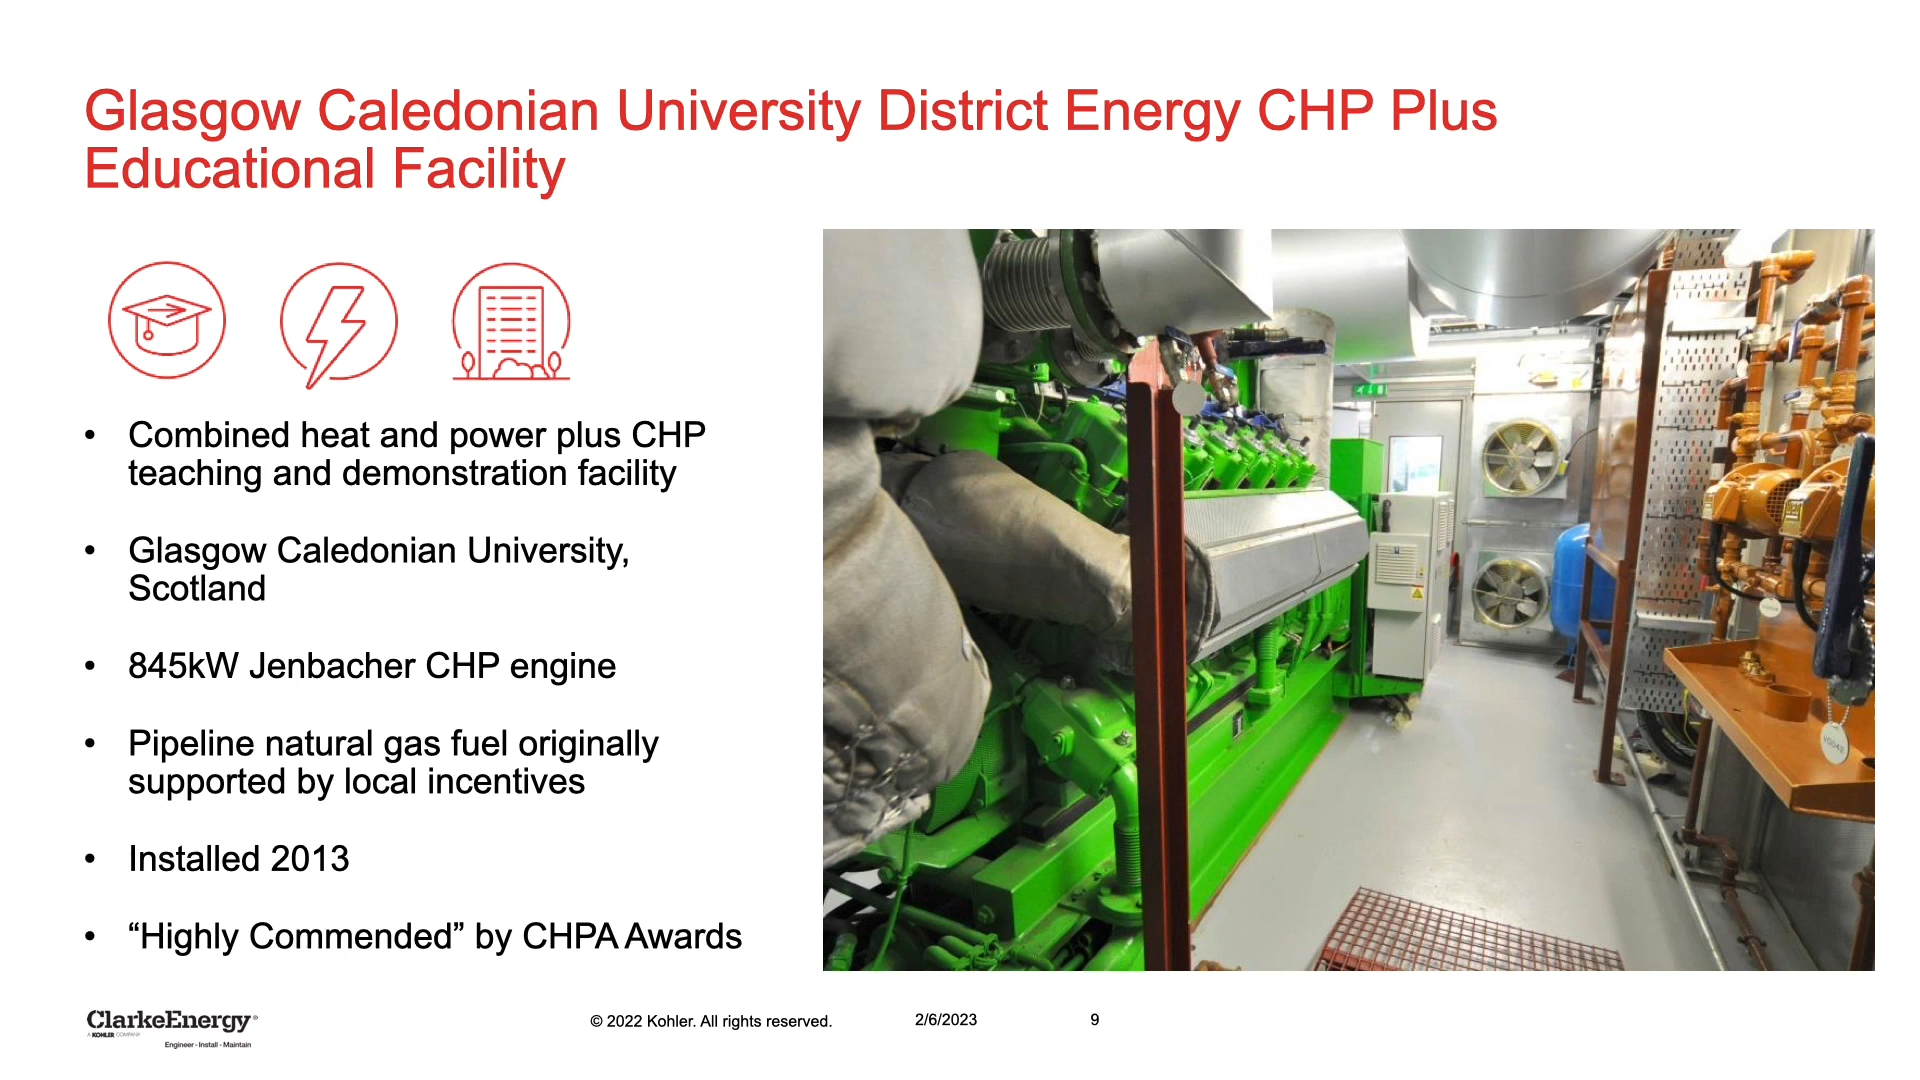 Glasgow Caledonian University District Energy CHP Plus
Educational Facility
• Combined heat and power plus CHP
teaching and demonstration facility
• Glasgow Caledonian University,
Scotland
• 845kW Jenbacher CHP engine
• Pipeline natural gas fuel originally
supported by local incentives
• Installed 2013
• “Highly Commended” by CHPA Awards
ClarkeEnergy®
A KOHLER COMPANY
Engineer - Install - Maintain
© 2022 Kohler. All rights reserved.
2/6/2023
9